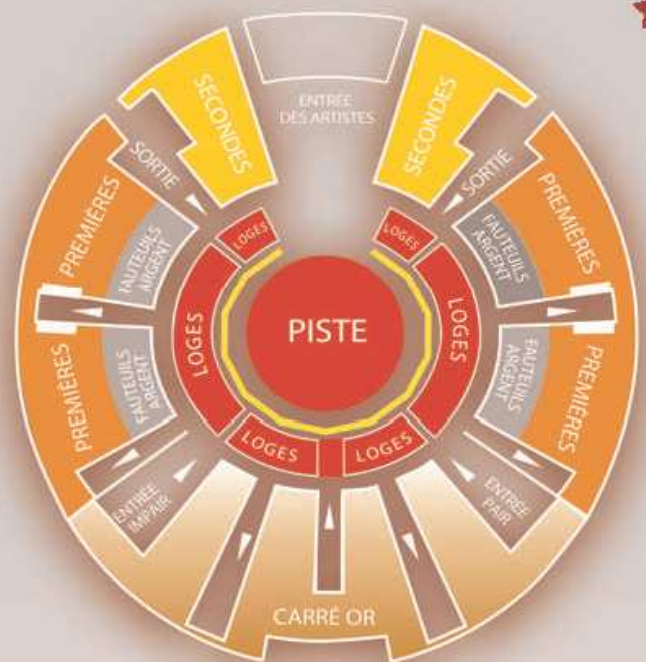 ENTRÉE
DES ARTISTES
SECONDES
SECONDES
SORTIE
SORTIE
PREMIÈRES
PREMIÈRES
FAUTEUILS
ARGENT
FAUTEUILS
ARGENT
LOGES
LOGES
LOGES
LOGES
PISTE
PREMIÈRES
PREMIÈRES
FAUTEUILS
ARGENT
FAUTEUILS
ARGENT
LOGES
LOGES
ENTRÉE
IMPAIR
ENTRÉE
PAIR
CARRÉ OR